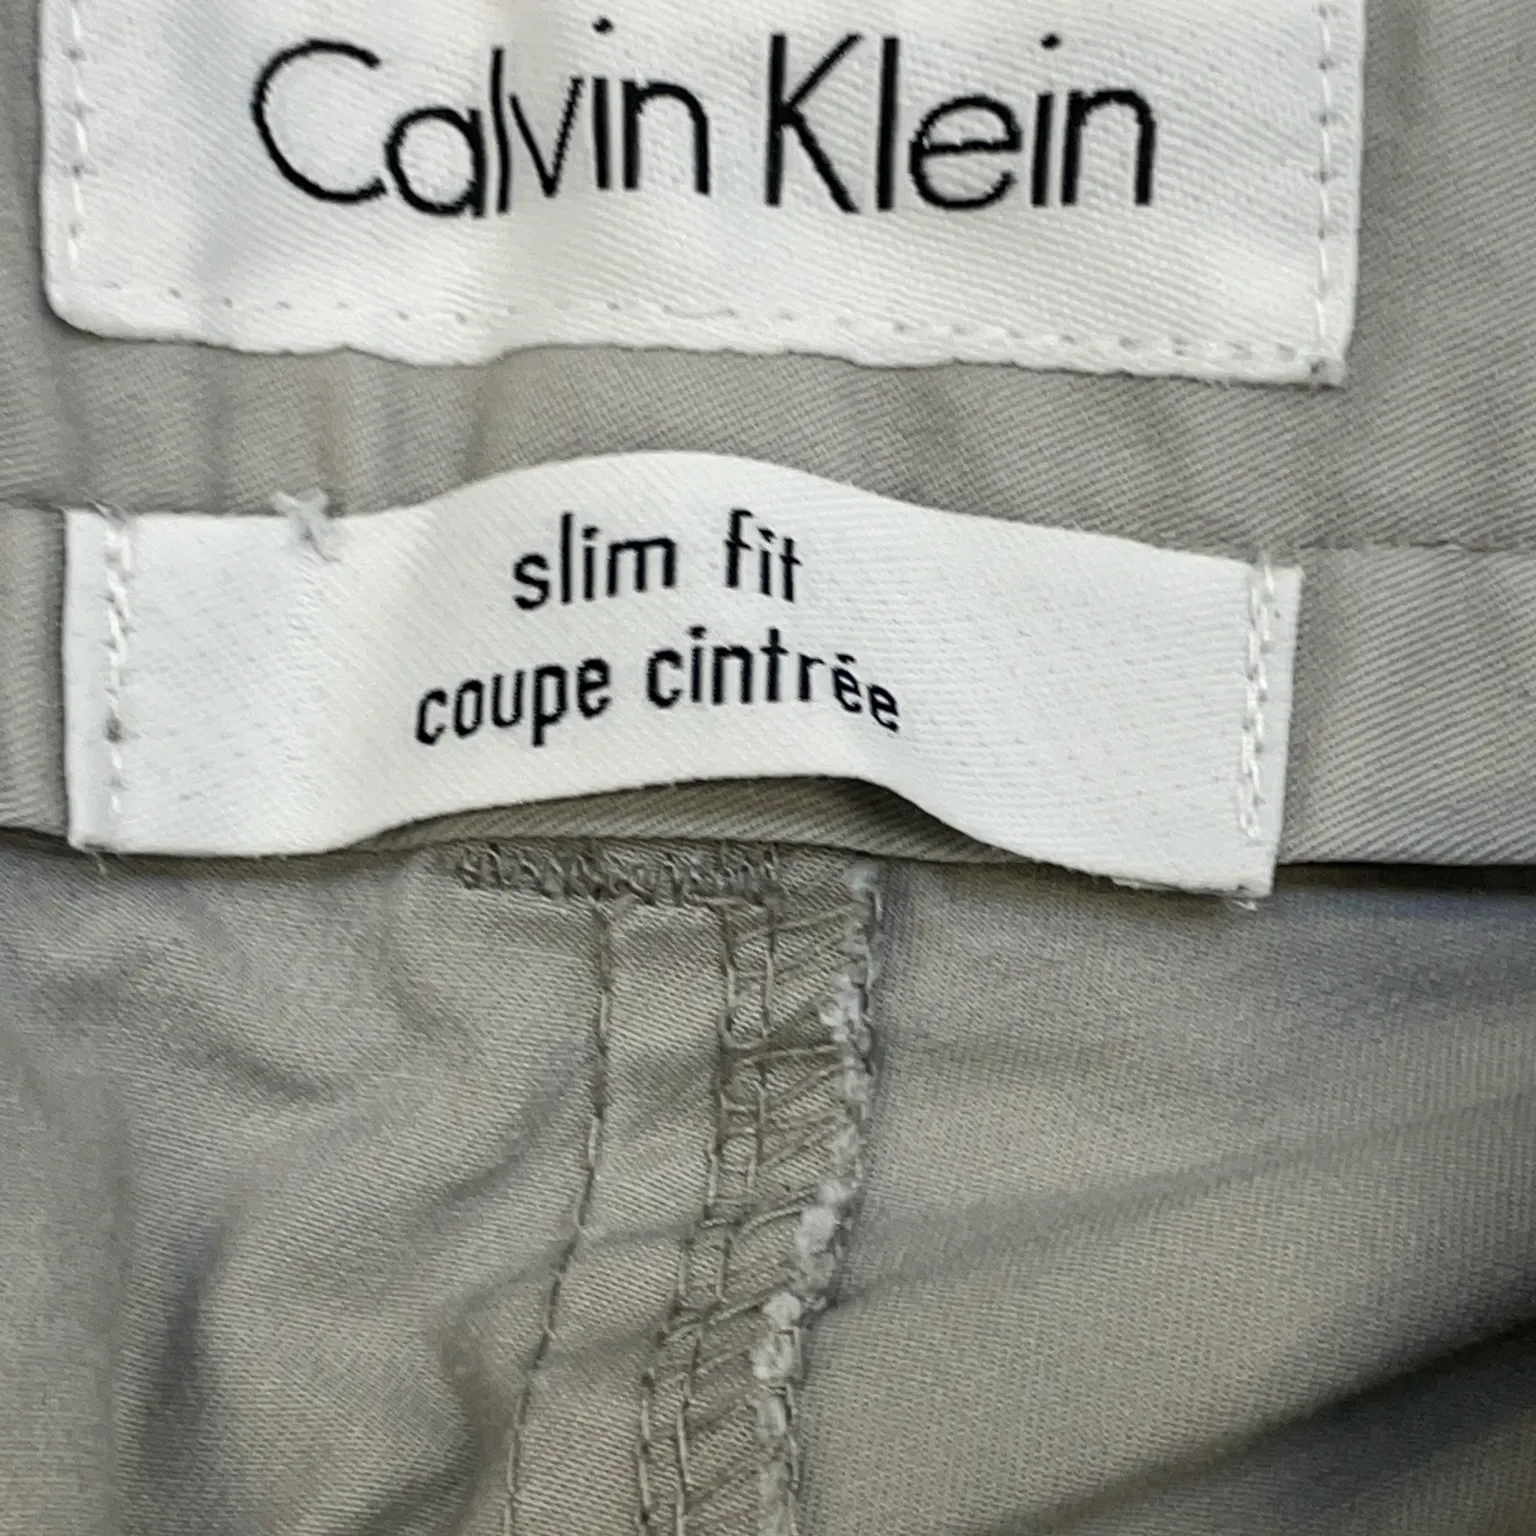 Calvin Klein
slim fit
coupe cintrée